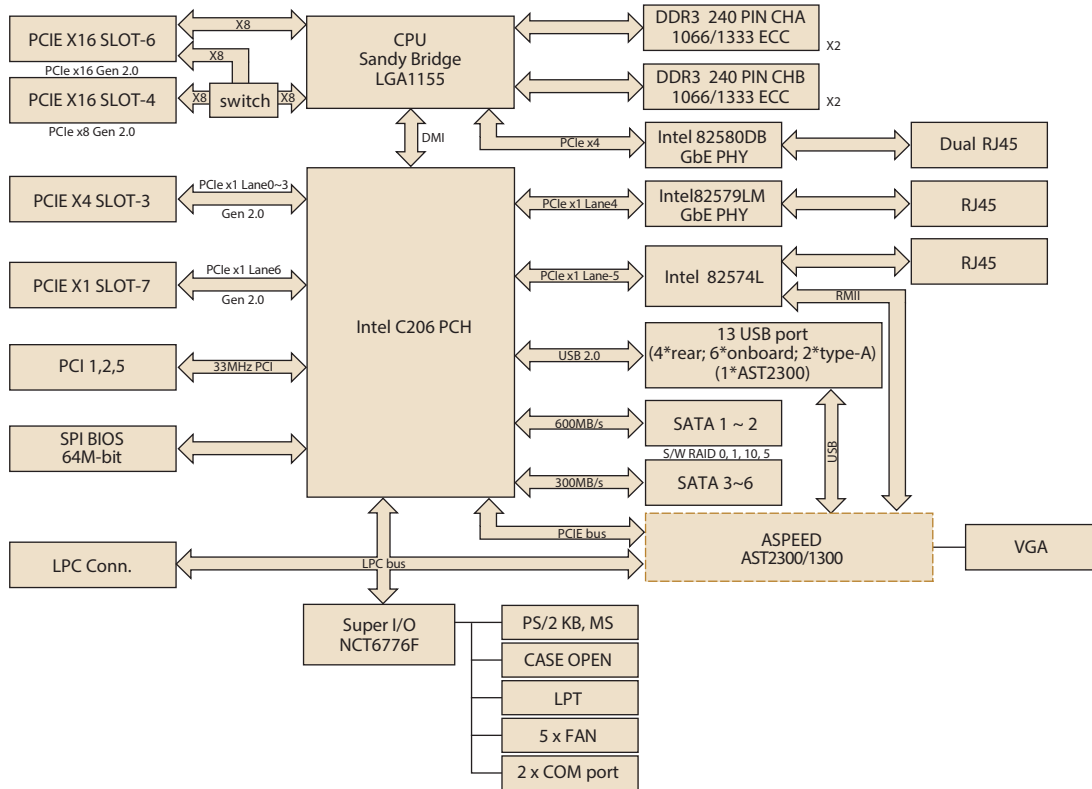 PCIE X16 SLOT-6
PCIe x16 Gen 2.0
PCIE X16 SLOT-4
PCIe x8 Gen 2.0
X8
X8
X8
switch
X8
CPU
Sandy Bridge
LGA1155
DDR3 240 PIN CHA
1066/1333 ECC
X2
DDR3 240 PIN CHB
1066/1333 ECC
X2
DMI
PCIe x4
Intel 82580DB
GbE PHY
Dual RJ45
PCIE X4 SLOT-3
PCIe x1 Lane0~3
Gen 2.0
Intel C206 PCH
PCIe x1 Lane4
Intel82579LM
GbE PHY
RJ45
PCIE X1 SLOT-7
PCIe x1 Lane6
Gen 2.0
PCIe x1 Lane-5
Intel 82574L
RJ45
RMII
PCI 1,2,5
33MHz PCI
USB 2.0
13 USB port
(4*rear; 6*onboard; 2*type-A)
(1*AST2300)
USB
SPI BIOS
64M-bit
600MB/s
SATA 1 ~ 2
S/W RAID 0, 1, 10, 5
300MB/s
SATA 3~6
PCIE bus
ASPEED
AST2300/1300
VGA
LPC Conn.
LPC bus
Super I/O
NCT6776F
PS/2 KB, MS
CASE OPEN
LPT
5 x FAN
2 x COM port